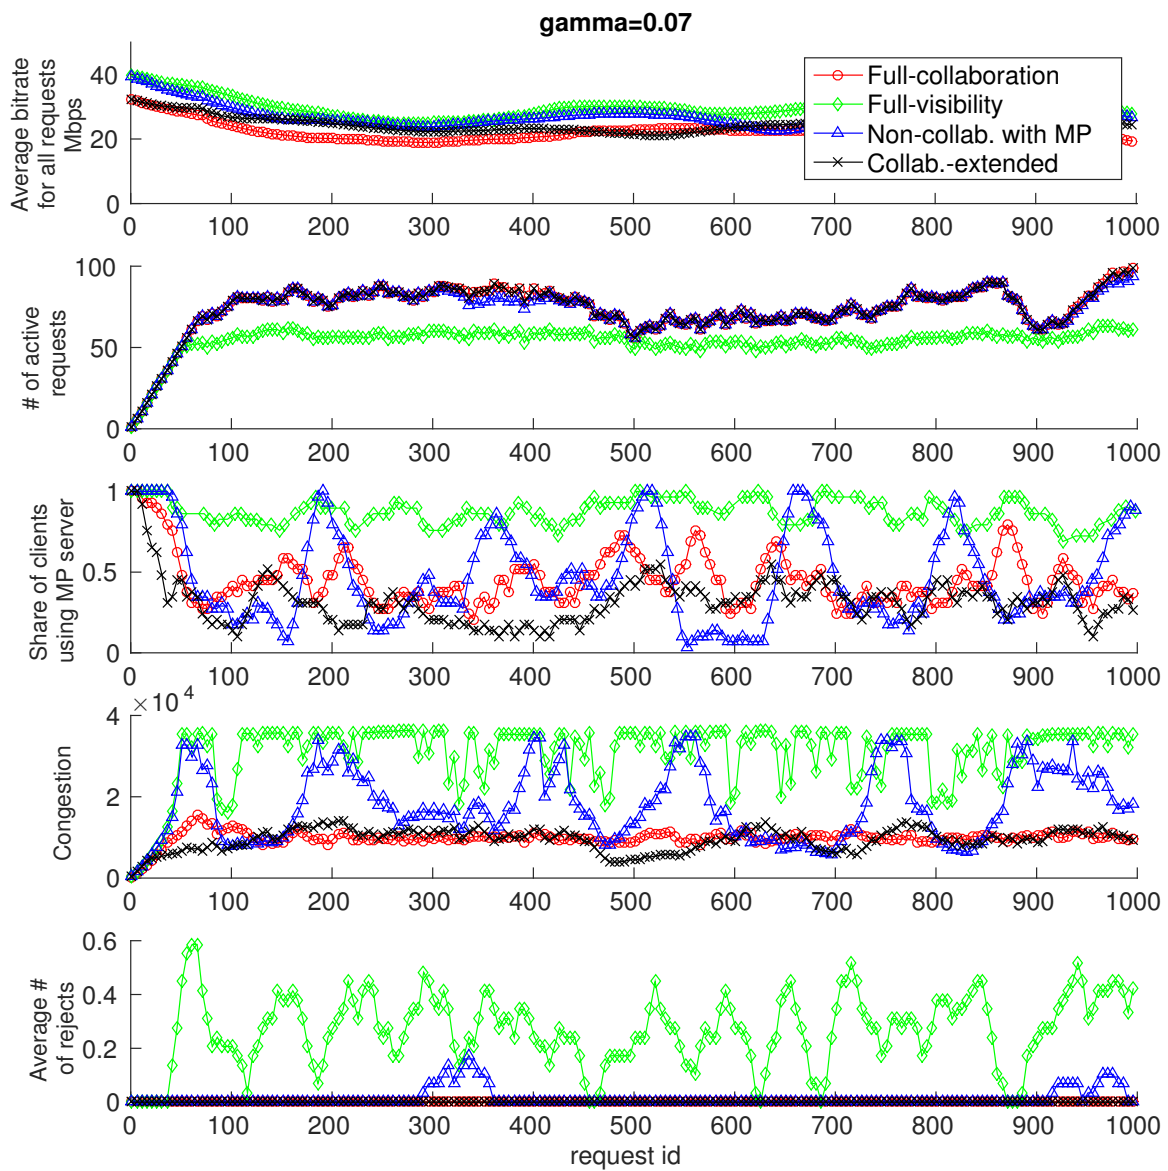 gamma=0.07
Average bitrate
for all requests
Mbps
40
20
0
Full-collaboration
Full-visibility
Non-collab. with MP
Collab.-extended
0 100 200 300 400 500 600 700 800 900 1000
# of active
requests
100
50
0
0 100 200 300 400 500 600 700 800 900 1000
Share of clients
using MP server
1
0.5
0
0 100 200 300 400 500 600 700 800 900 1000
×10^4
Congestion
4
2
0
0 100 200 300 400 500 600 700 800 900 1000
Average #
of rejects
0.6
0.4
0.2
0
0 100 200 300 400 500 600 700 800 900 1000
request id